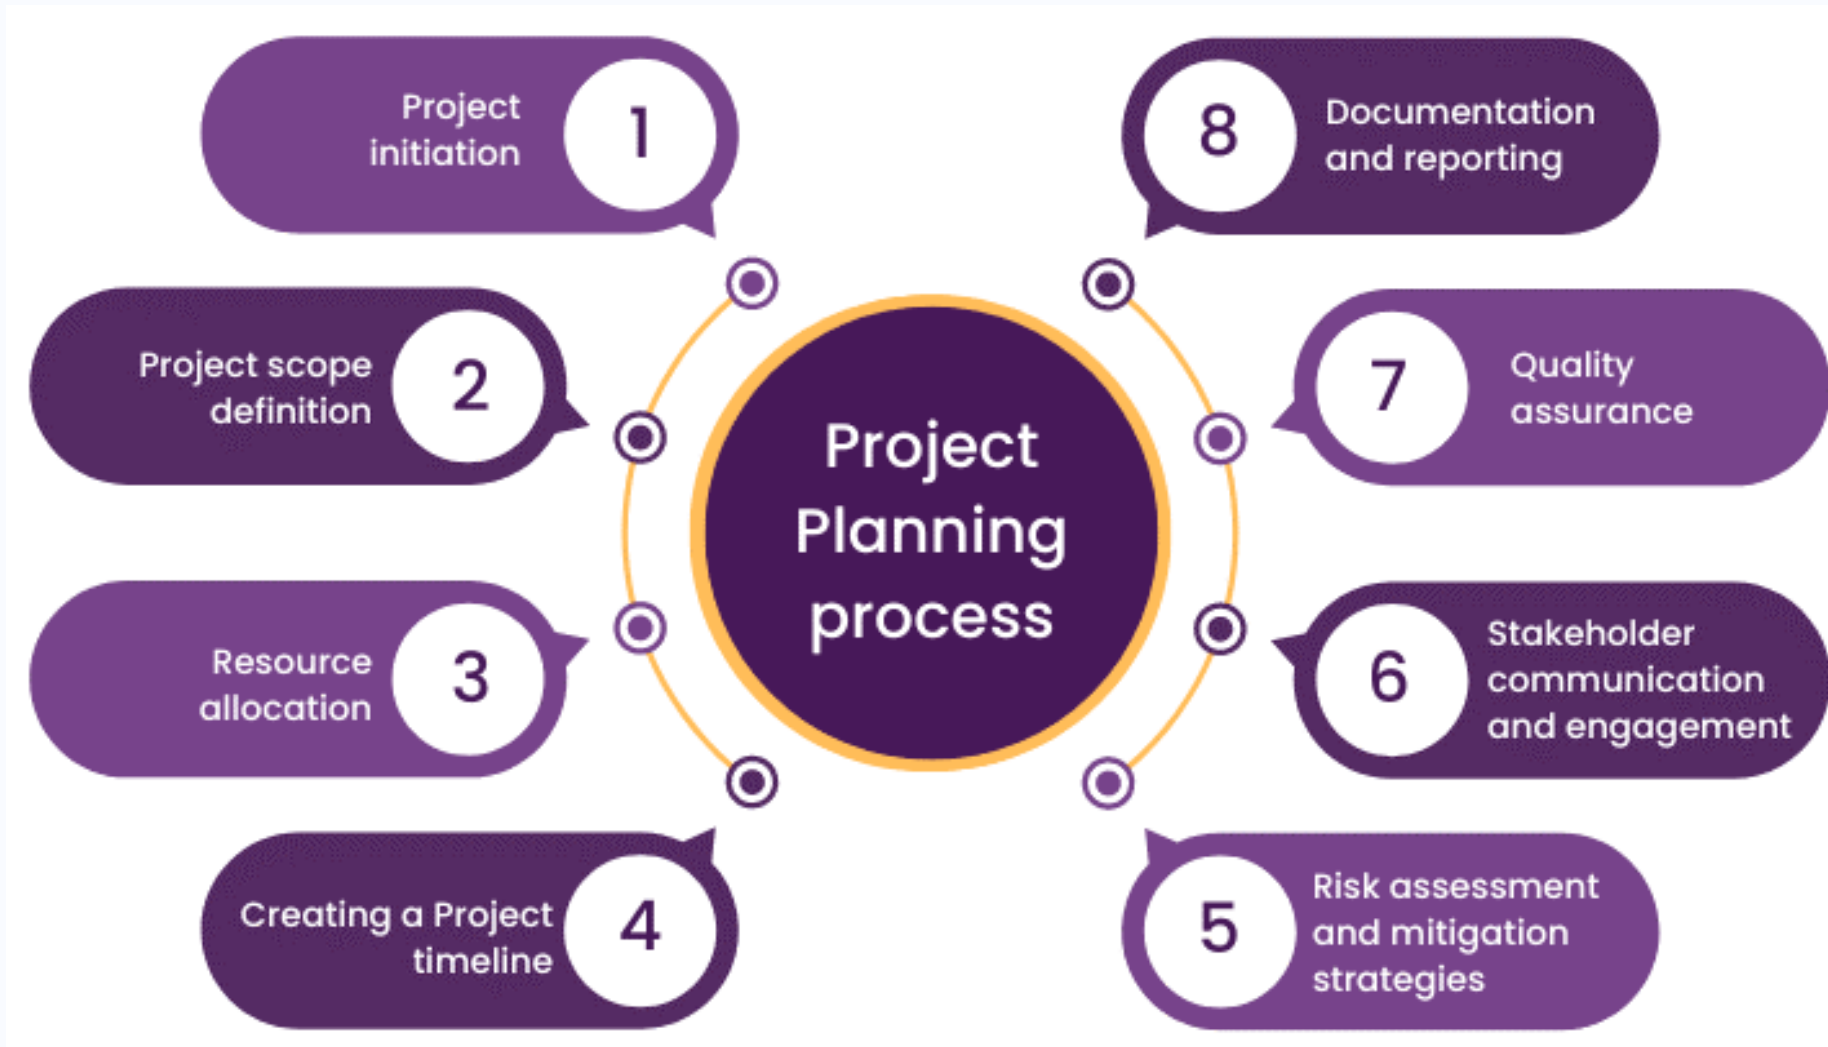 Project
Planning
process
1
Project
initiation
2
Project scope
definition
3
Resource
allocation
4
Creating a Project
timeline
5
Risk assessment
and mitigation
strategies
6
Stakeholder
communication
and engagement
7
Quality
assurance
8
Documentation
and reporting